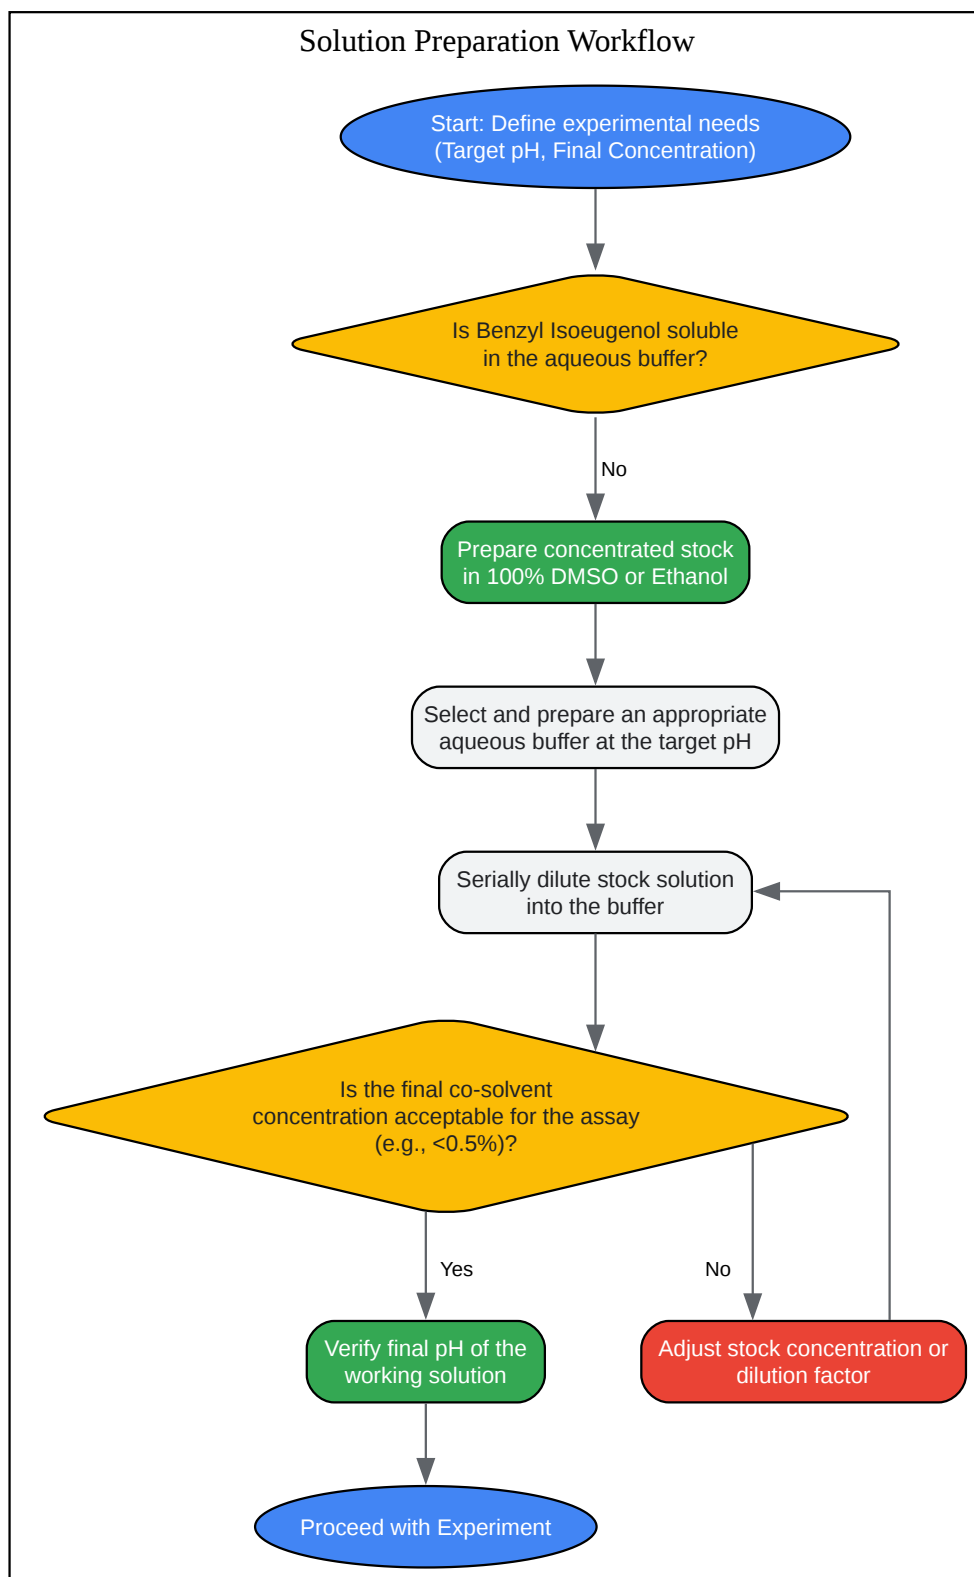 Solution Preparation Workflow
Start: Define experimental needs
(Target pH, Final Concentration)
Is Benzyl Isoeugenol soluble
in the aqueous buffer?
No
Prepare concentrated stock
in 100% DMSO or Ethanol
Select and prepare an appropriate
aqueous buffer at the target pH
Serially dilute stock solution
into the buffer
Is the final co-solvent
concentration acceptable for the assay
(e.g., <0.5%)?
Yes
No
Verify final pH of the
working solution
Adjust stock concentration or
dilution factor
Proceed with Experiment